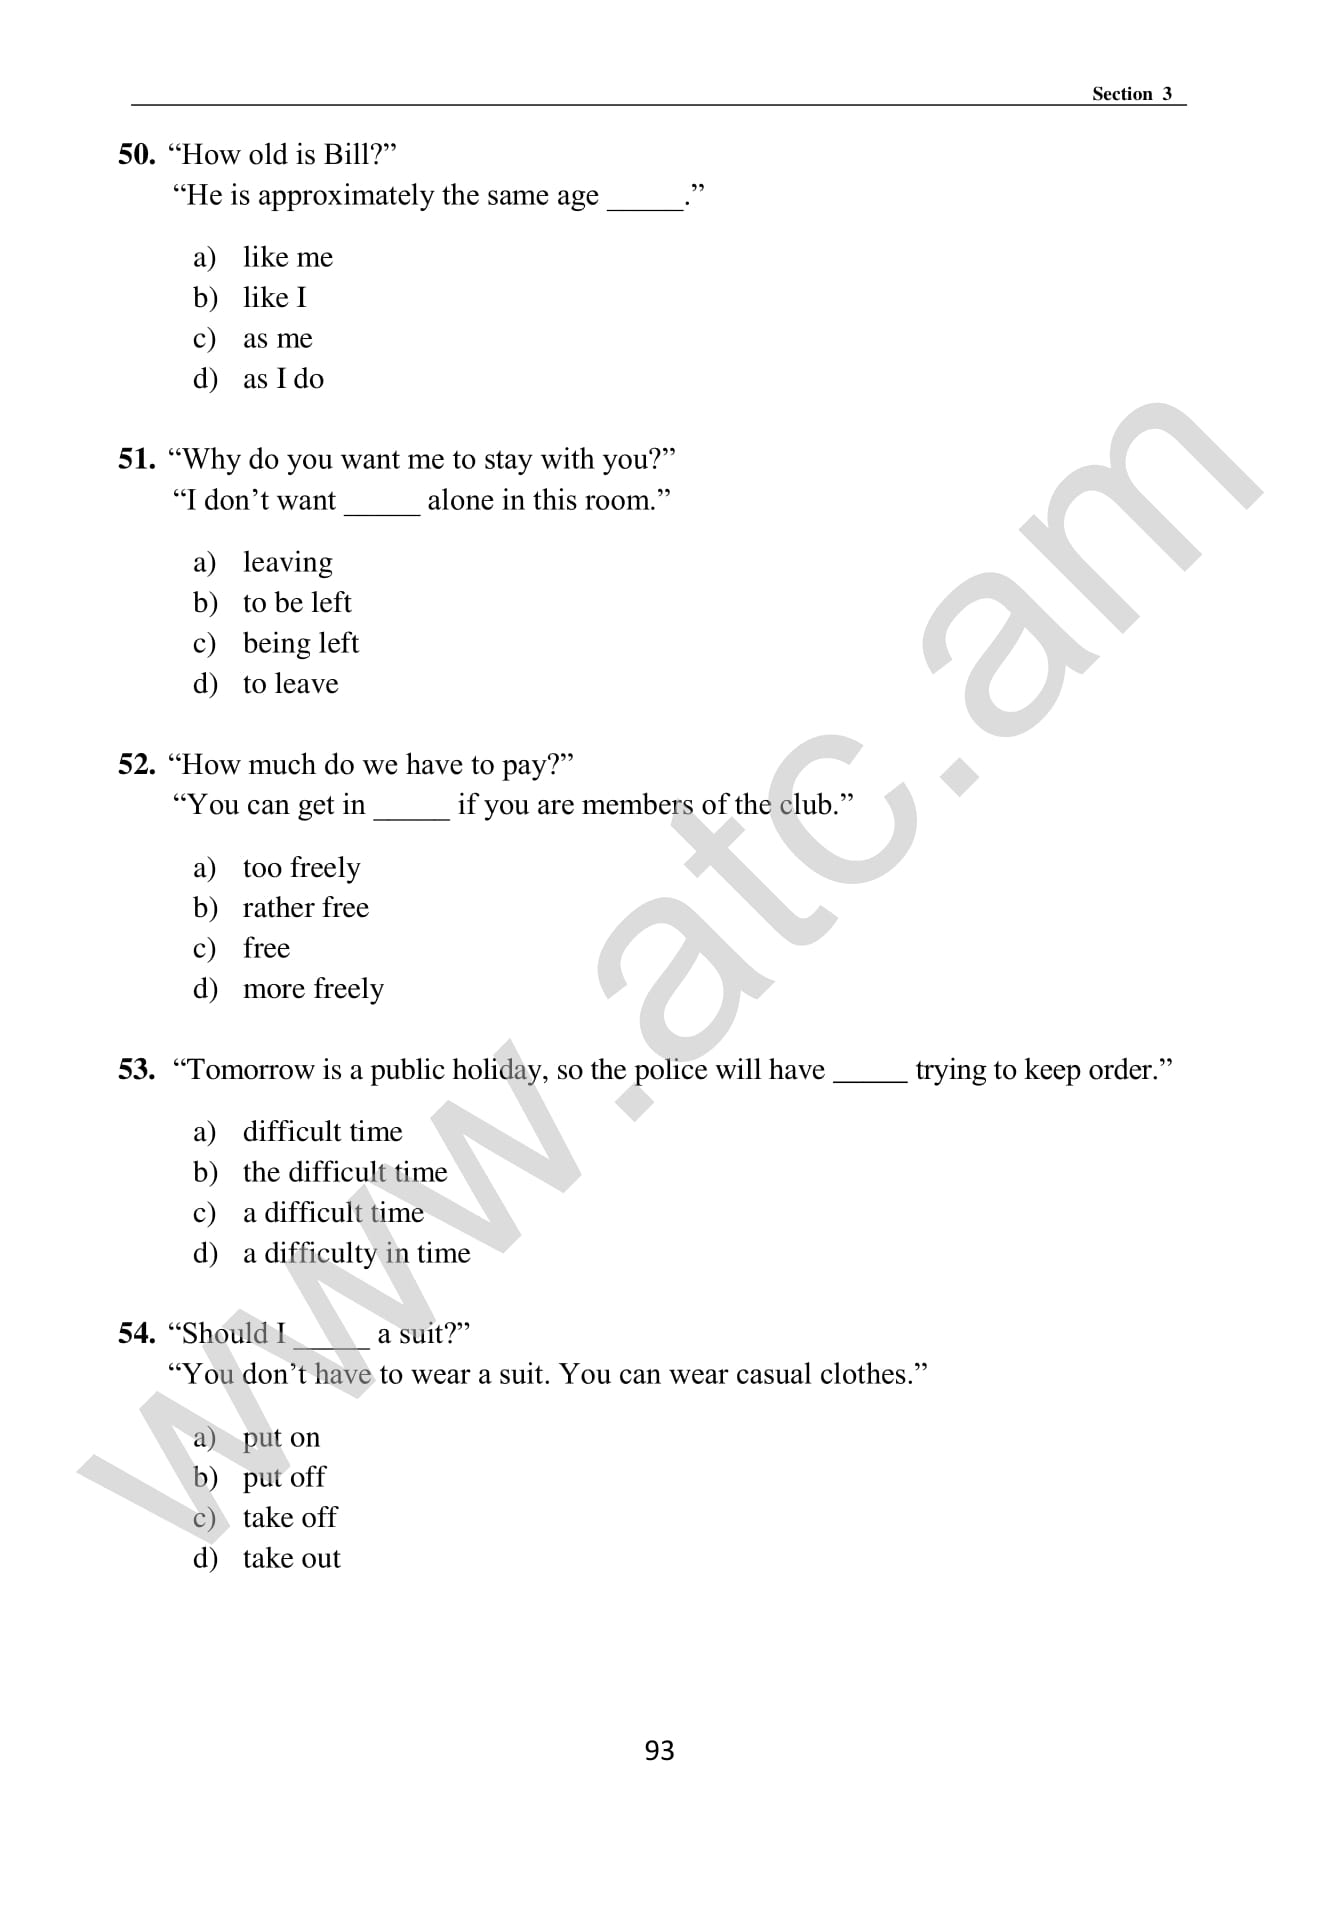 Section 3
50. “How old is Bill?”
“He is approximately the same age _____.”
a) like me
b) like I
c) as me
d) as I do
51. “Why do you want me to stay with you?”
“I don’t want _____ alone in this room.”
a) leaving
b) to be left
c) being left
d) to leave
52. “How much do we have to pay?”
“You can get in _____ if you are members of the club.”
a) too freely
b) rather free
c) free
d) more freely
53. “Tomorrow is a public holiday, so the police will have _____ trying to keep order.”
a) difficult time
b) the difficult time
c) a difficult time
d) a difficulty in time
54. “Should I _____ a suit?”
“You don’t have to wear a suit. You can wear casual clothes.”
a) put on
b) put off
c) take off
d) take out
93
www.atc.am